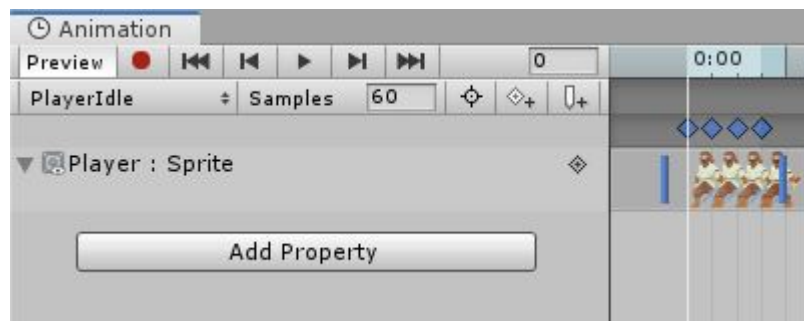 Animation
Preview 0 0:00
PlayerIdle Samples 60
Player : Sprite
Add Property